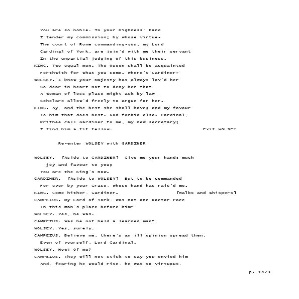 You are so noble. To your Highness' hand
I tender my commission; by whose virtue-
The court of Rome commanding-you, my Lord
Cardinal of York, are join'd with me their servant
In the unpartial judging of this business.
KING. Two equal men. The Queen shall be acquainted
Forthwith for what you come. Where's Gardiner?
WOLSEY. I know your Majesty has always lov'd her
So dear in heart not to deny her that
A woman of less place might ask by law-
Scholars allow'd freely to argue for her.
KING. Ay, and the best she shall have; and my favour
To him that does best. God forbid else. Cardinal,
Prithee call Gardiner to me, my new secretary;
I find him a fit fellow. Exit WOLSEY
Re-enter WOLSEY with GARDINER
WOLSEY. [Aside to GARDINER] Give me your hand: much
joy and favour to you;
You are the King's now.
GARDINER. [Aside to WOLSEY] But to be commanded
For ever by your Grace, whose hand has rais'd me.
KING. Come hither, Gardiner. [Walks and whispers]
CAMPEIUS. My Lord of York, was not one Doctor Pace
In this man's place before him?
WOLSEY. Yes, he was.
CAMPEIUS. Was he not held a learned man?
WOLSEY. Yes, surely.
CAMPEIUS. Believe me, there's an ill opinion spread then,
Even of yourself, Lord Cardinal.
WOLSEY. How! Of me?
CAMPEIUS. They will not stick to say you envied him
And, fearing he would rise, he was so virtuous,